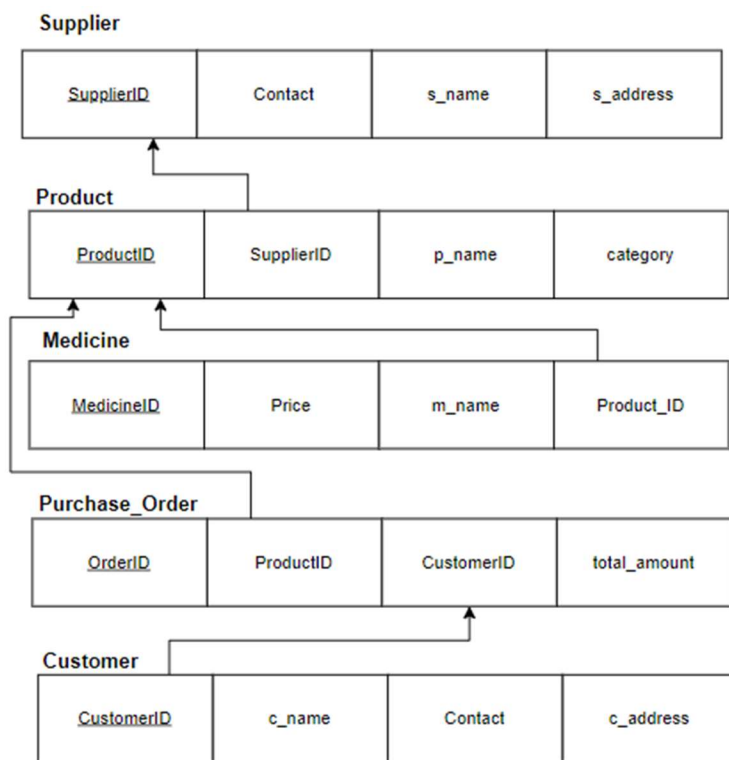 Supplier
SupplierID Contact s_name s_address
Product
ProductID SupplierID p_name category
Medicine
MedicineID Price m_name Product_ID
Purchase_Order
OrderID ProductID CustomerID total_amount
Customer
CustomerID c_name Contact c_address